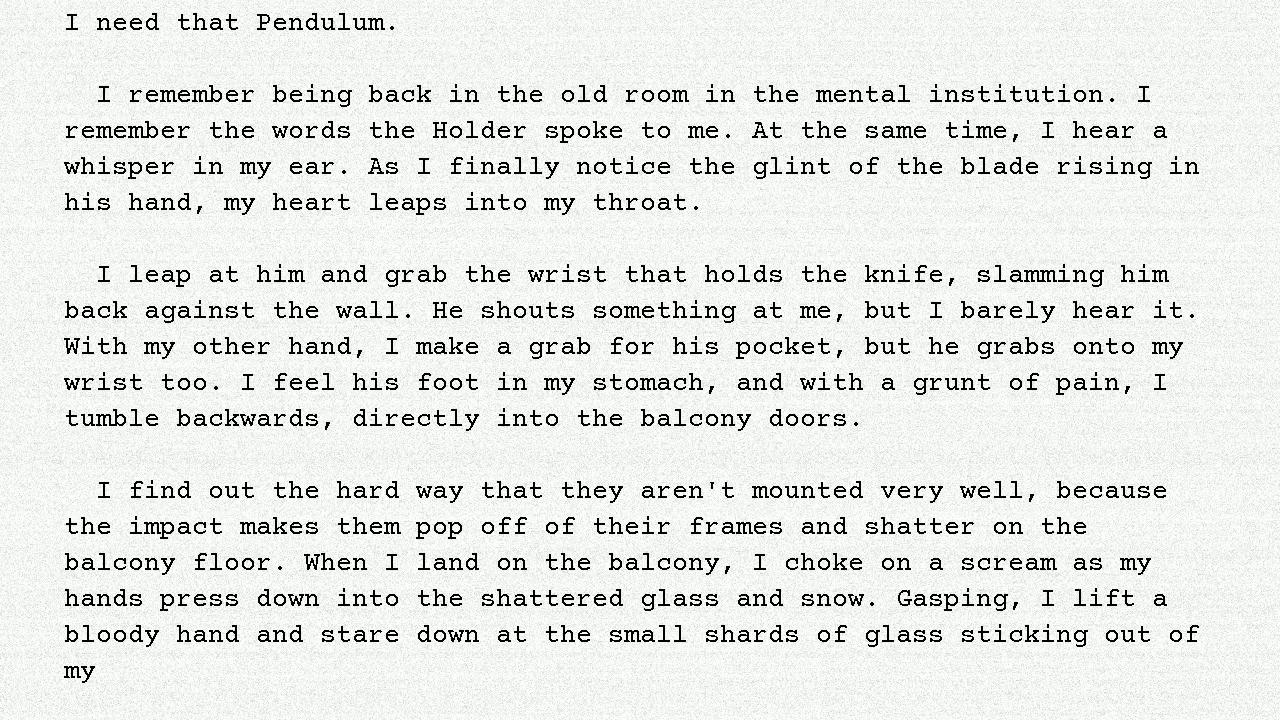 I need that Pendulum.
I remember being back in the old room in the mental institution. I
remember the words the Holder spoke to me. At the same time, I hear a
whisper in my ear. As I finally notice the glint of the blade rising in
his hand, my heart leaps into my throat.
I leap at him and grab the wrist that holds the knife, slamming him
back against the wall. He shouts something at me, but I barely hear it.
With my other hand, I make a grab for his pocket, but he grabs onto my
wrist too. I feel his foot in my stomach, and with a grunt of pain, I
tumble backwards, directly into the balcony doors.
I find out the hard way that they aren't mounted very well, because
the impact makes them pop off of their frames and shatter on the
balcony floor. When I land on the balcony, I choke on a scream as my
hands press down into the shattered glass and snow. Gasping, I lift a
bloody hand and stare down at the small shards of glass sticking out of
my